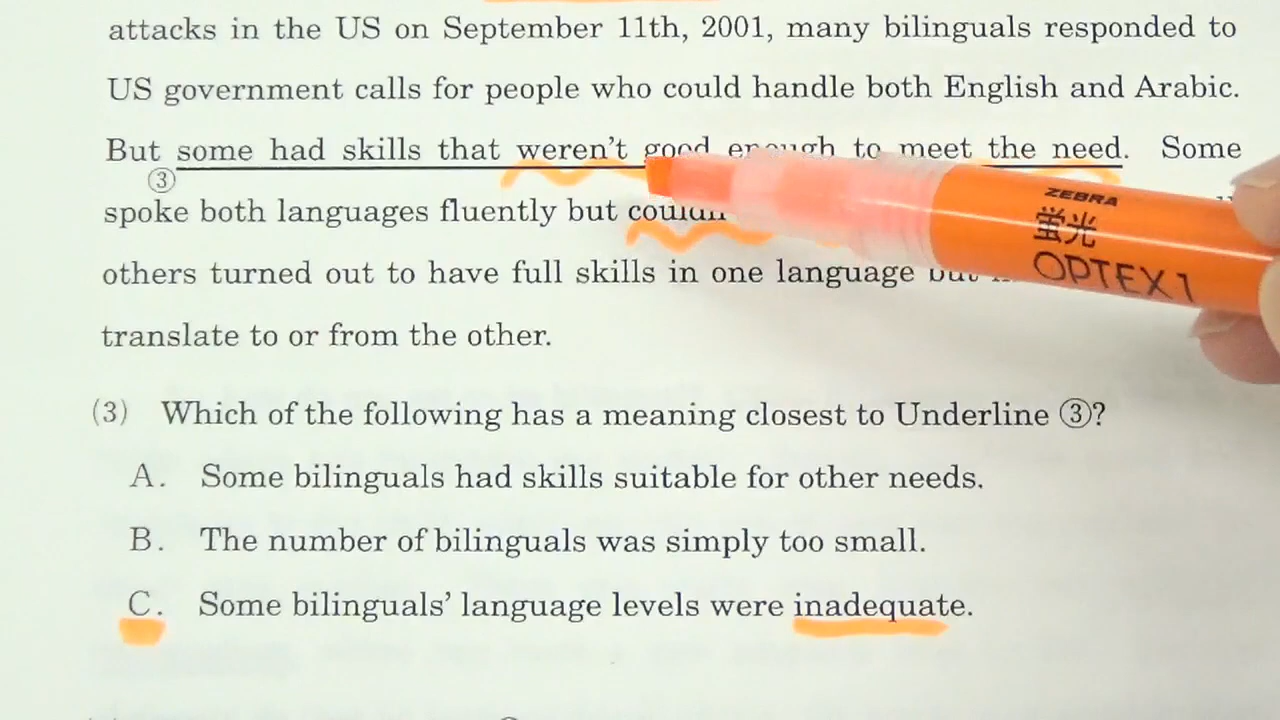 attacks in the US on September 11th, 2001, many bilinguals responded to
US government calls for people who could handle both English and Arabic.
But some had skills that weren't good enough to meet the need. Some
③
spoke both languages fluently but
others turned out to have full skills in one language but
translate to or from the other.
(3) Which of the following has a meaning closest to Underline ③?
A. Some bilinguals had skills suitable for other needs.
B. The number of bilinguals was simply too small.
C. Some bilinguals' language levels were inadequate.
ZEBRA
蛍光
OPTEX 1